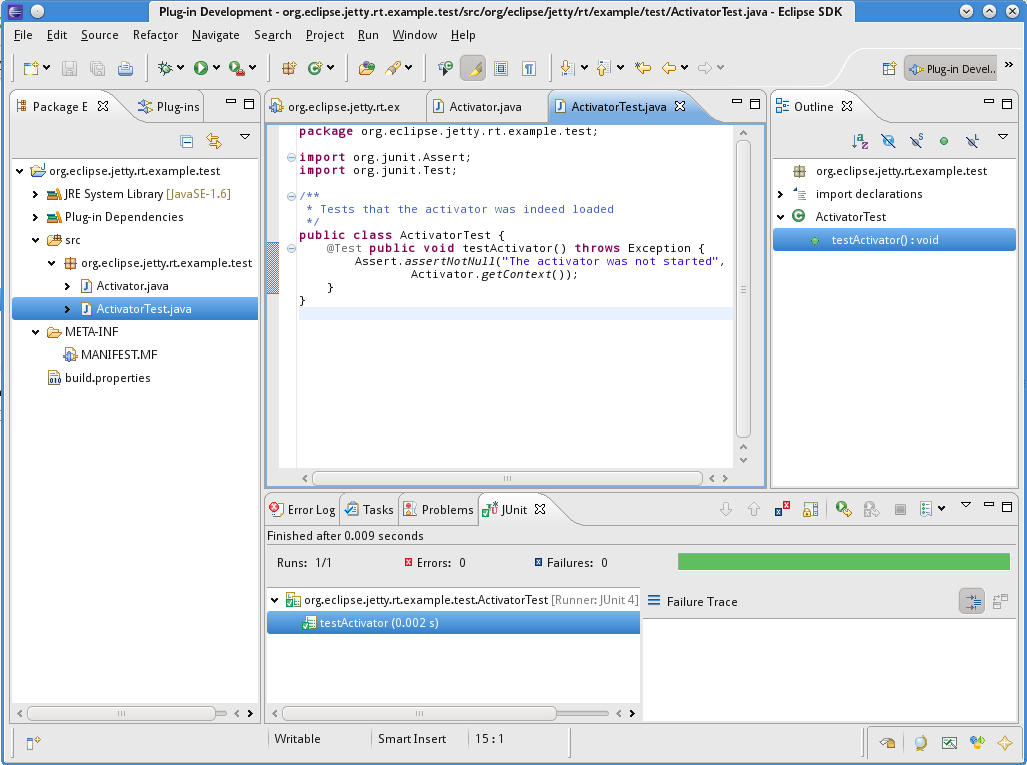 Plug-in Development - org.eclipse.jetty.rt.example.test/src/org/eclipse/jetty/rt/example/test/ActivatorTest.java - Eclipse SDK
File Edit Source Refactor Navigate Search Project Run Window Help
Plug-in Devel..
Package E Plug-ins
org.eclipse.jetty.rt.example.test
JRE System Library [JavaSE-1.6]
Plug-in Dependencies
src
org.eclipse.jetty.rt.example.test
Activator.java
ActivatorTest.java
META-INF
MANIFEST.MF
build.properties
org.eclipse.jetty.rt.ex Activator.java ActivatorTest.java
package org.eclipse.jetty.rt.example.test;
import org.junit.Assert;
import org.junit.Test;
/**
* Tests that the activator was indeed loaded
*/
public class ActivatorTest {
@Test public void testActivator() throws Exception {
Assert.assertNotNull("The activator was not started",
Activator.getContext());
}
}
Outline
org.eclipse.jetty.rt.example.test
import declarations
ActivatorTest
testActivator() : void
Error Log Tasks Problems JUnit
Finished after 0.009 seconds
Runs: 1/1 Errors: 0 Failures: 0
org.eclipse.jetty.rt.example.test.ActivatorTest [Runner: JUnit 4]
testActivator (0.002 s)
Failure Trace
Writable Smart Insert 15 : 1